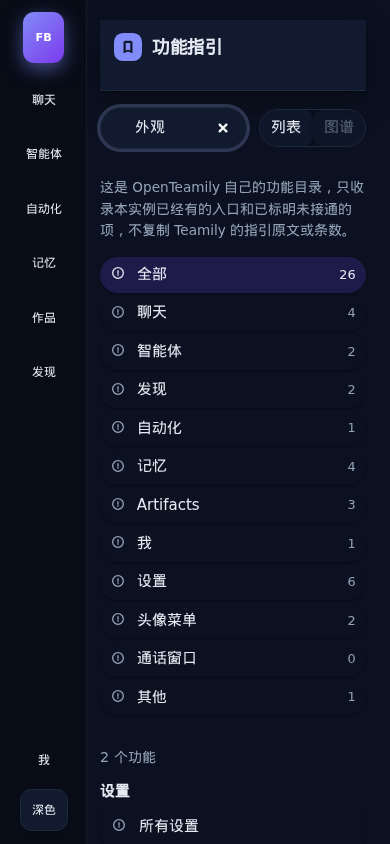 FB
聊天
智能体
自动化
记忆
作品
发现
我
深色
功能指引
外观 ×
列表 图谱
这是 OpenTeamily 自己的功能目录，只收
录本实例已经有的入口和已标明未接通的
项，不复制 Teamily 的指引原文或条数。
全部 26
聊天 4
智能体 2
发现 2
自动化 1
记忆 4
Artifacts 3
我 1
设置 6
头像菜单 2
通话窗口 0
其他 1
2 个功能
设置
所有设置